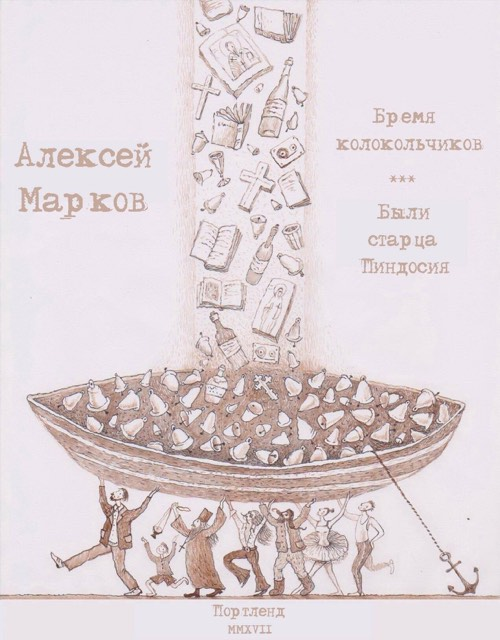 Алексей
Марков
Бремя
колокольчиков
***
Были
старца
Пиндосия
Портленд
MMXVII